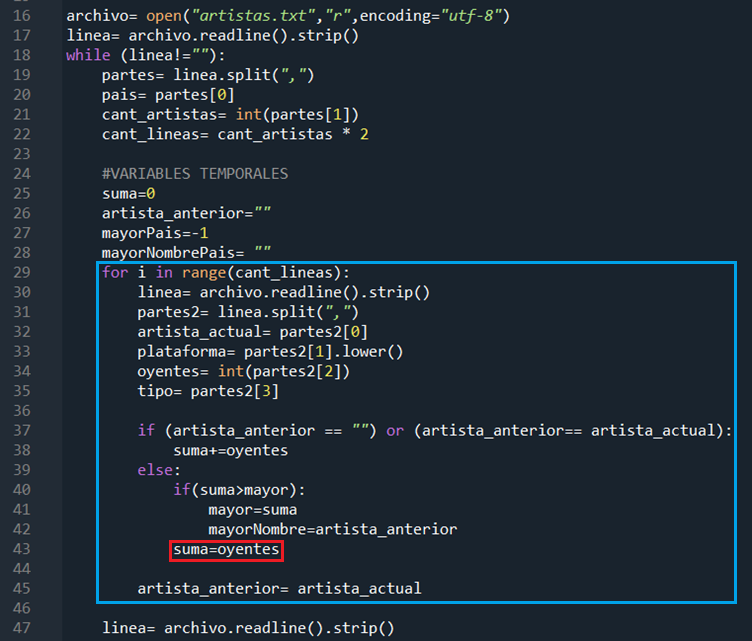 16 archivo= open("artistas.txt","r",encoding="utf-8")
17 linea= archivo.readline().strip()
18 while (linea!=""):
19     partes= linea.split(",")
20     pais= partes[0]
21     cant_artistas= int(partes[1])
22     cant_lineas= cant_artistas * 2
23
24     #VARIABLES TEMPORALES
25     suma=0
26     artista_anterior=""
27     mayorPais=-1
28     mayorNombrePais= ""
29     for i in range(cant_lineas):
30         linea= archivo.readline().strip()
31         partes2= linea.split(",")
32         artista_actual= partes2[0]
33         plataforma= partes2[1].lower()
34         oyentes= int(partes2[2])
35         tipo= partes2[3]
36
37         if (artista_anterior == "") or (artista_anterior== artista_actual):
38             suma+=oyentes
39         else:
40             if(suma>mayor):
41                 mayor=suma
42                 mayorNombre=artista_anterior
43             suma=oyentes
44
45         artista_anterior= artista_actual
46
47     linea= archivo.readline().strip()